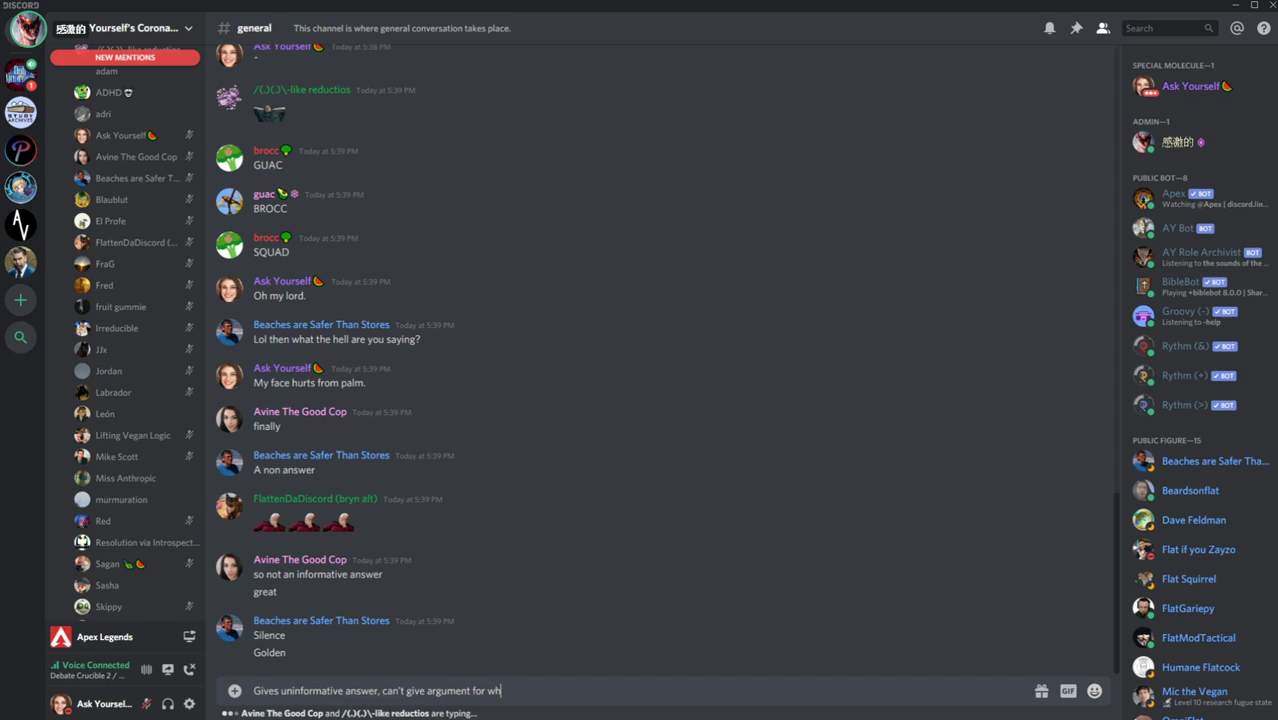 DISCORD
感激的 Yourself's Corona...
# general
This channel is where general conversation takes place.
Search
NEW MENTIONS
adam
ADHD
adri
Ask Yourself
Avine The Good Cop
Beaches are Safer T...
Blaublut
El Profe
FlattenDaDiscord (...
FraG
Fred
fruit gummie
Irreducible
JJx
Jordan
Labrador
León
Lifting Vegan Logic
Mike Scott
Miss Anthropic
murmuration
Red
Resolution via Introspect...
Sagan
Sasha
Skippy
Apex Legends
Voice Connected
Debate Crucible 2 / ...
Ask Yoursel...
1
Ask Yourself Today at 5:38 PM
-
/(.)(.)\-like reductios Today at 5:39 PM
brocc Today at 5:39 PM
GUAC
guac Today at 5:39 PM
BROCC
brocc Today at 5:39 PM
SQUAD
Ask Yourself Today at 5:39 PM
Oh my lord.
Beaches are Safer Than Stores Today at 5:39 PM
Lol then what the hell are you saying?
Ask Yourself Today at 5:39 PM
My face hurts from palm.
Avine The Good Cop Today at 5:39 PM
finally
Beaches are Safer Than Stores Today at 5:39 PM
A non answer
FlattenDaDiscord (bryn alt) Today at 5:39 PM
Avine The Good Cop Today at 5:39 PM
so not an informative answer
great
Beaches are Safer Than Stores Today at 5:39 PM
Silence
Golden
Gives uninformative answer, can't give argument for wh
GIF
Avine The Good Cop and /(.)(.)\-like reductios are typing...
SPECIAL MOLECULE—1
Ask Yourself
ADMIN—1
感激的
PUBLIC BOT—8
Apex BOT
Watching @Apex | discord.lin...
AY Bot BOT
AY Role Archivist BOT
Listening to the sounds of the ...
BibleBot BOT
Playing +biblebot 8.0.0 | Shar...
Groovy (-) BOT
Listening to -help
Rythm (&) BOT
Rythm (+) BOT
Rythm (>) BOT
PUBLIC FIGURE—15
Beaches are Safer Tha...
Beardsonflat
Dave Feldman
Flat if you Zayzo
Flat Squirrel
FlatGariepy
FlatModTactical
Humane Flatcock
Mic the Vegan
Level 10 research fugue state